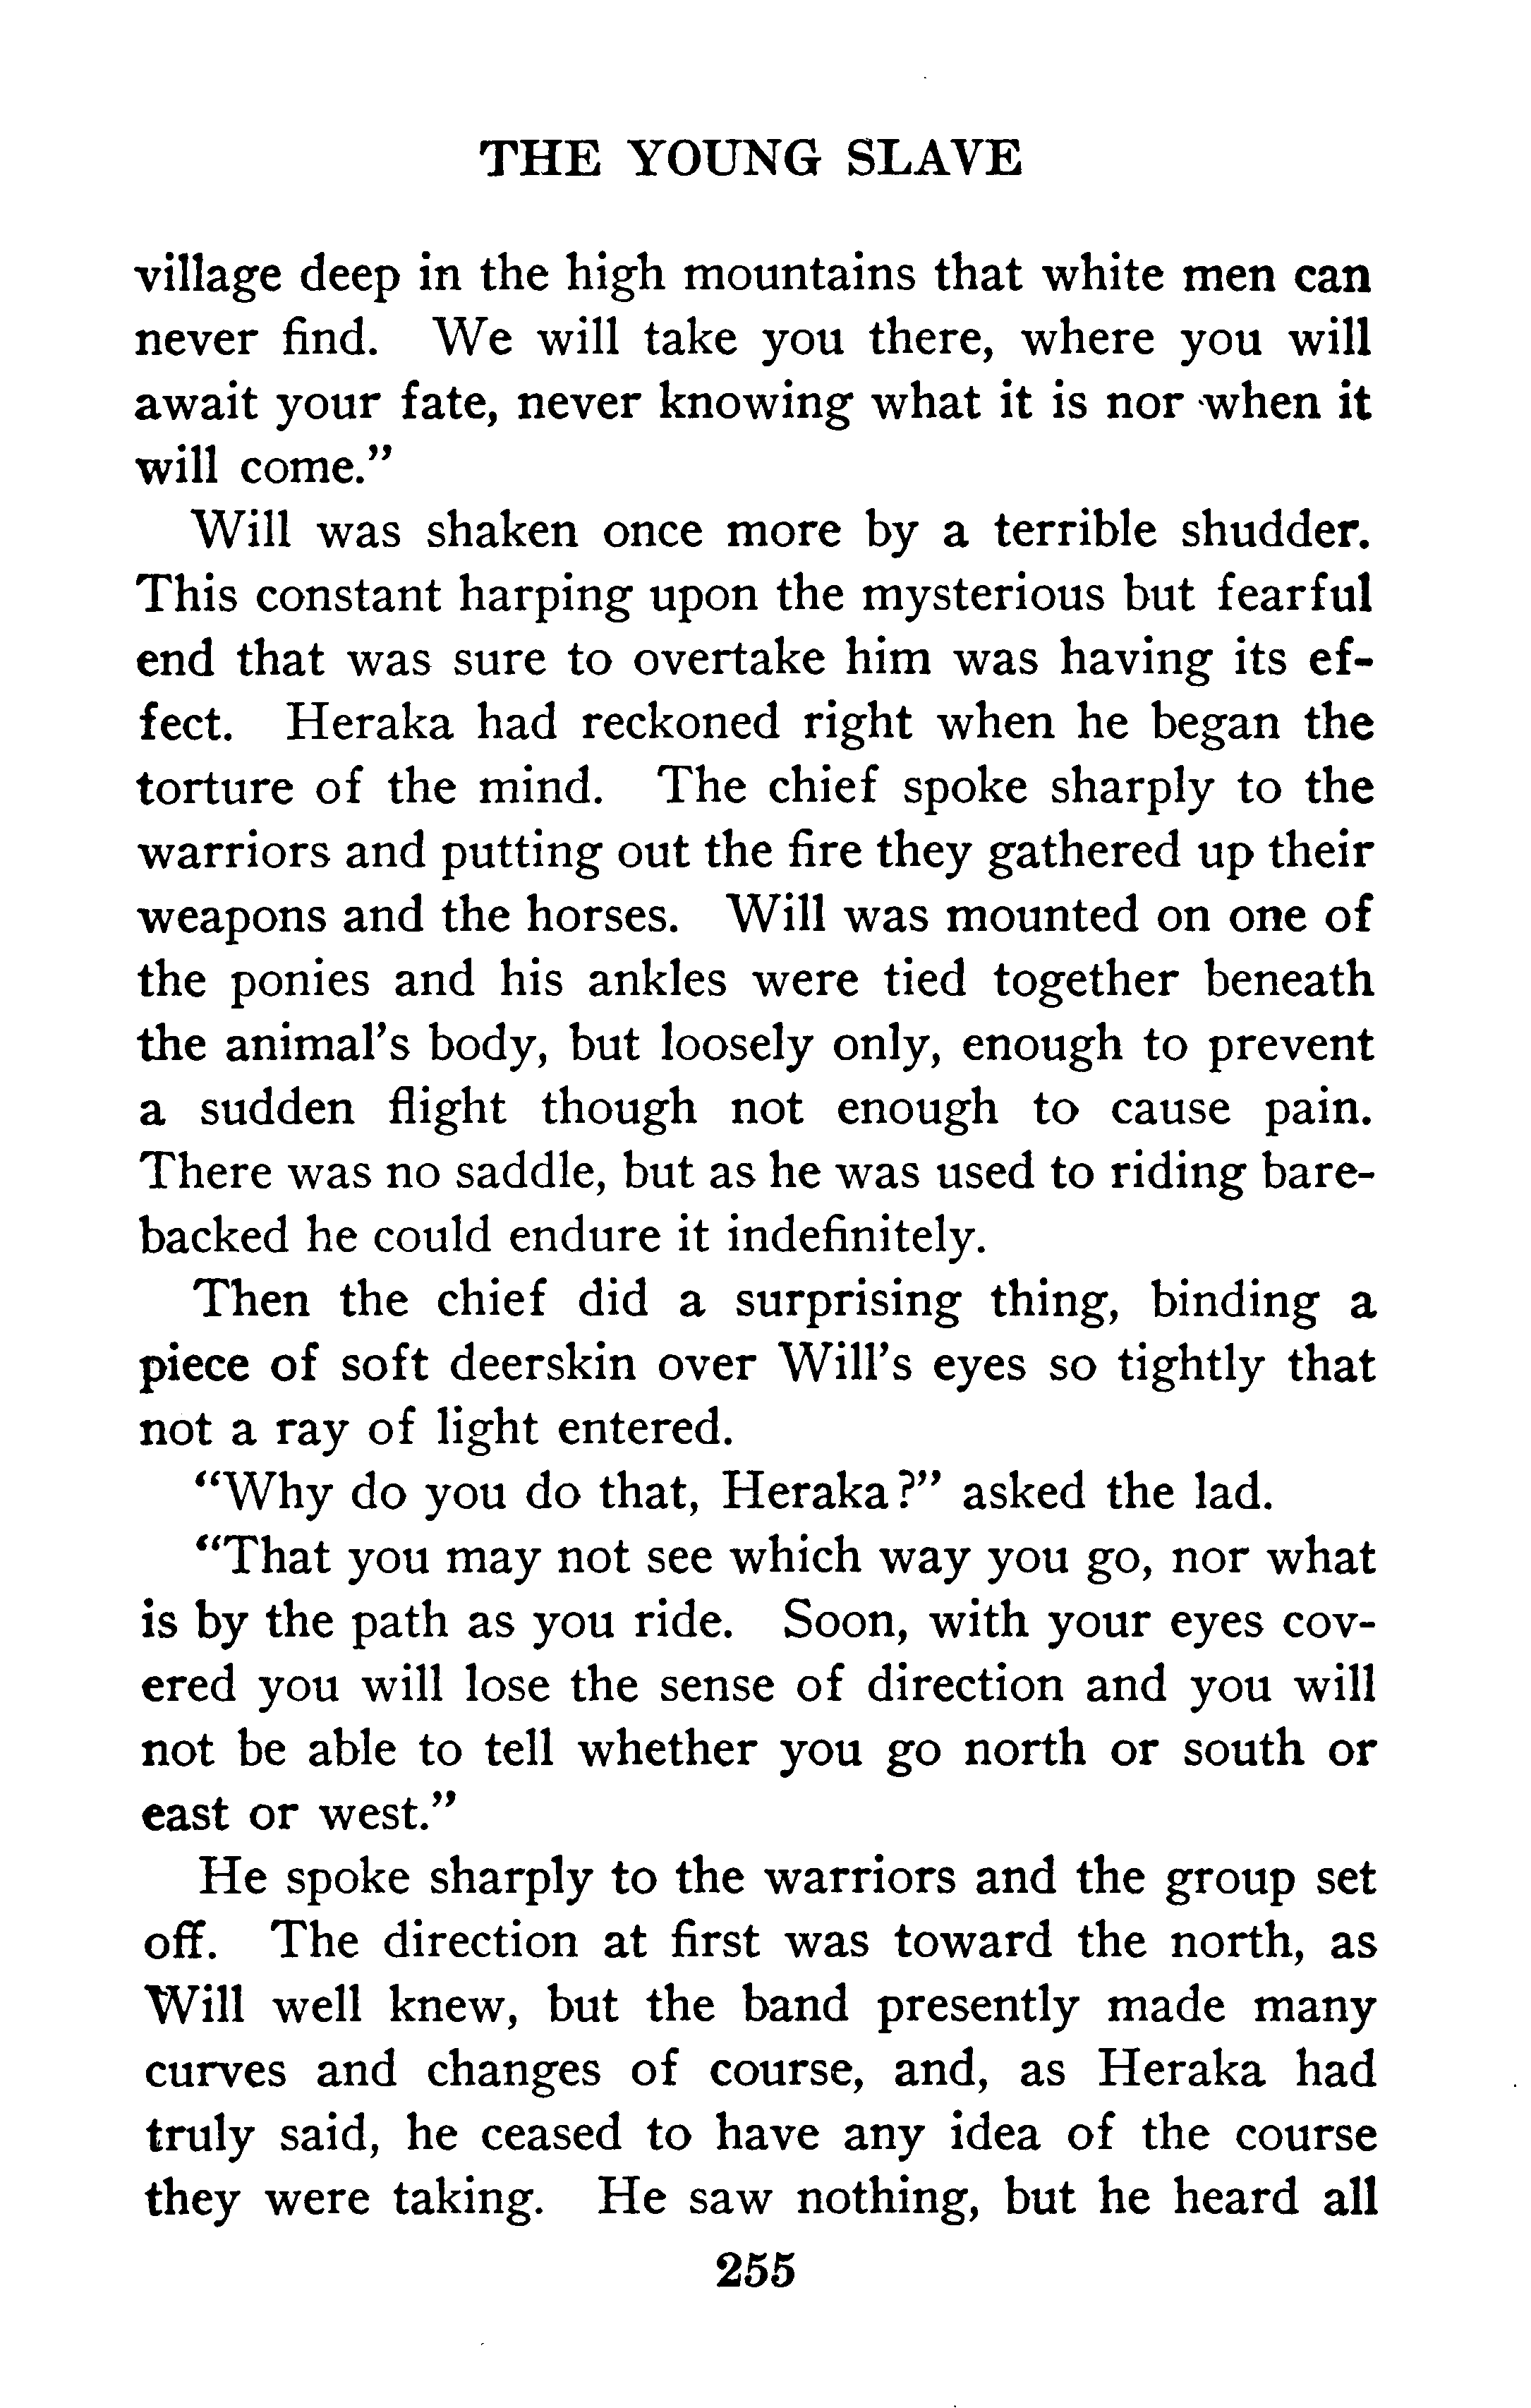 THE YOUNG SLAVE
village deep in the high mountains that white men can
never find. We will take you there, where you will
await your fate, never knowing what it is nor when it
will come."
Will was shaken once more by a terrible shudder.
This constant harping upon the mysterious but fearful
end that was sure to overtake him was having its ef-
fect. Heraka had reckoned right when he began the
torture of the mind. The chief spoke sharply to the
warriors and putting out the fire they gathered up their
weapons and the horses. Will was mounted on one of
the ponies and his ankles were tied together beneath
the animal's body, but loosely only, enough to prevent
a sudden flight though not enough to cause pain.
There was no saddle, but as he was used to riding bare-
backed he could endure it indefinitely.
Then the chief did a surprising thing, binding a
piece of soft deerskin over Will's eyes so tightly that
not a ray of light entered.
"Why do you do that, Heraka?" asked the lad.
"That you may not see which way you go, nor what
is by the path as you ride. Soon, with your eyes cov-
ered you will lose the sense of direction and you will
not be able to tell whether you go north or south or
east or west."
He spoke sharply to the warriors and the group set
off. The direction at first was toward the north, as
Will well knew, but the band presently made many
curves and changes of course, and, as Heraka had
truly said, he ceased to have any idea of the course
they were taking. He saw nothing, but he heard all
255